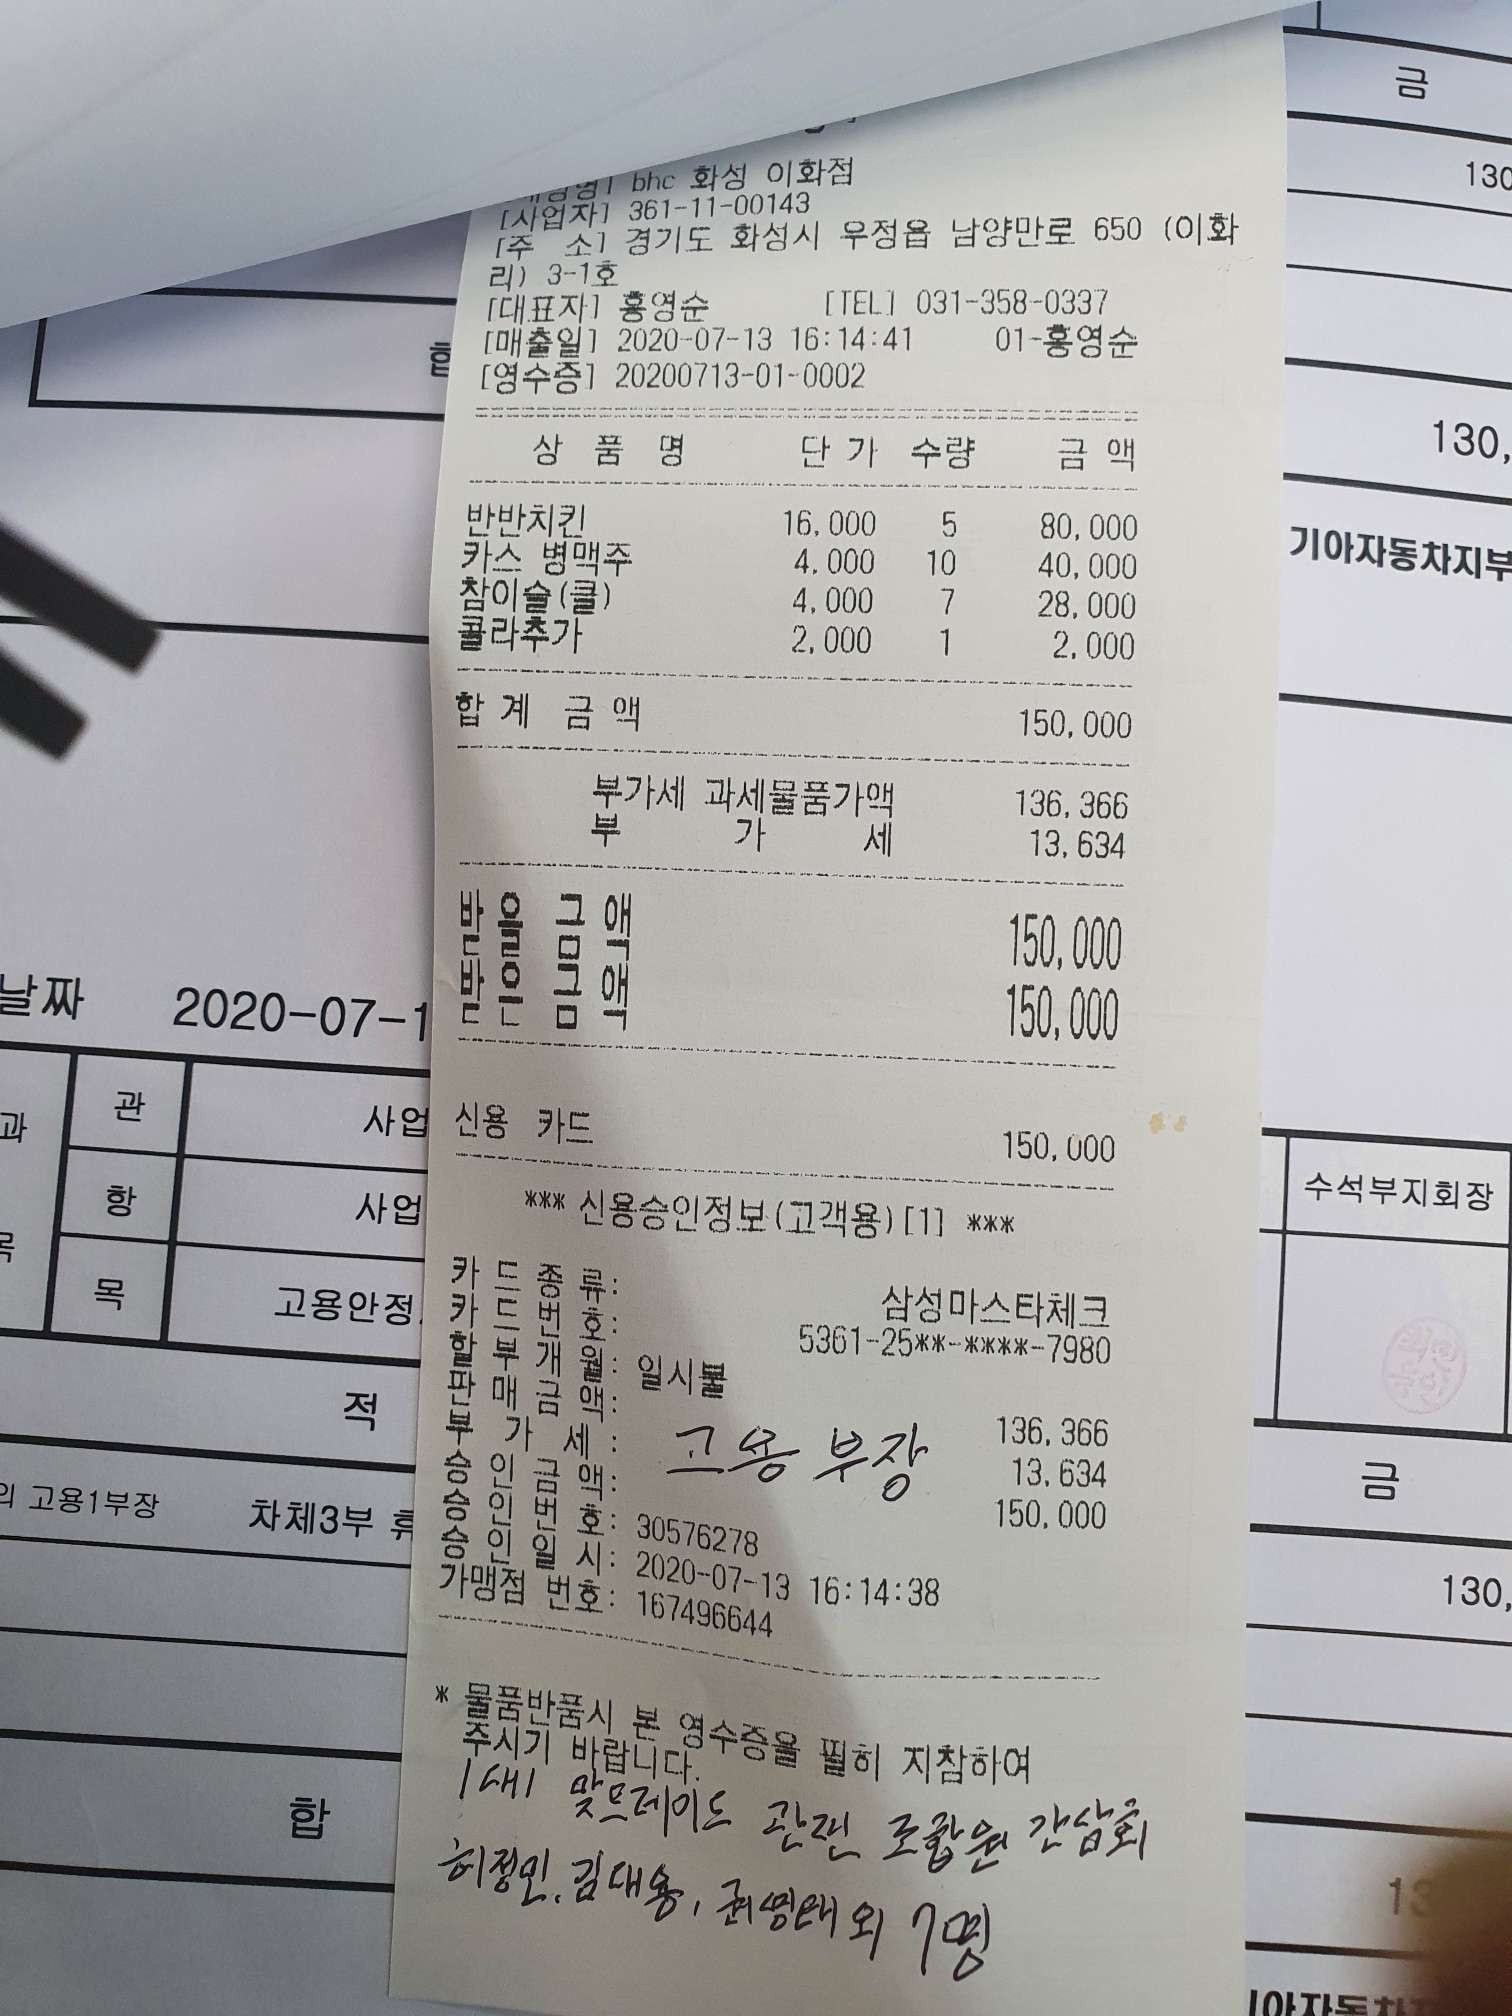 금
130
bhc 화성 이화점
[사업자] 361-11-00143
[주 소] 경기도 화성시 우정읍 남양만로 650 (이화
리) 3-1호
[대표자] 홍영순 [TEL] 031-358-0337
[매출일] 2020-07-13 16:14:41 01-홍영순
[영수증] 20200713-01-0002
130,
상 품 명 단 가 수량 금 액
반반치킨 16,000 5 80,000
카스 병맥주 4,000 10 40,000
참이슬(클) 4,000 7 28,000
콜라추가 2,000 1 2,000
기아자동차지부
합 계 금 액 150,000
부가세 과세물품가액 136,366
부 가 세 13,634
받 을 금 액 150,000
받 은 금 액 150,000
날짜 2020-07-1
신용 카드 150,000
*** 신용승인정보(고객용)[1] ***
카 드 종 류: 삼성마스타체크
카 드 번 호: 5361-25**-****-7980
할 부 개 월: 일시불
판 매 금 액: 136,366
부 가 세 : 13,634
승 인 금 액: 150,000
승 인 번 호: 30576278
승 인 일 시: 2020-07-13 16:14:38
가맹점 번호: 167496644
고용 부장
* 물품반품시 본 영수증을 필히 지참하여
주시기 바랍니다.
맞트레이드 관련 조합원 간삼회
허정민, 김대용, 외 7명
과
관 사업
항 사업
목 고용안정
수석부지회장
적
금
의 고용1부장 차체3부 휴
130,
합
13